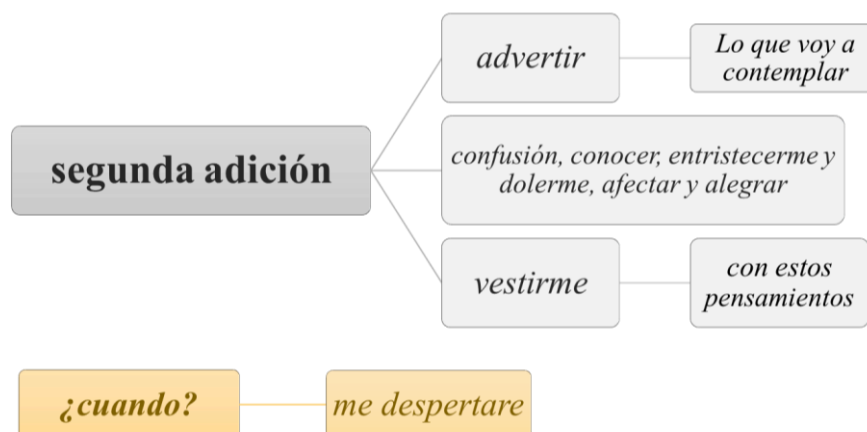 segunda adición
advertir
Lo que voy a
contemplar
confusión, conocer, entristecerme y
dolerme, afectar y alegrar
vestirme
con estos
pensamientos
¿cuando?
me despertare